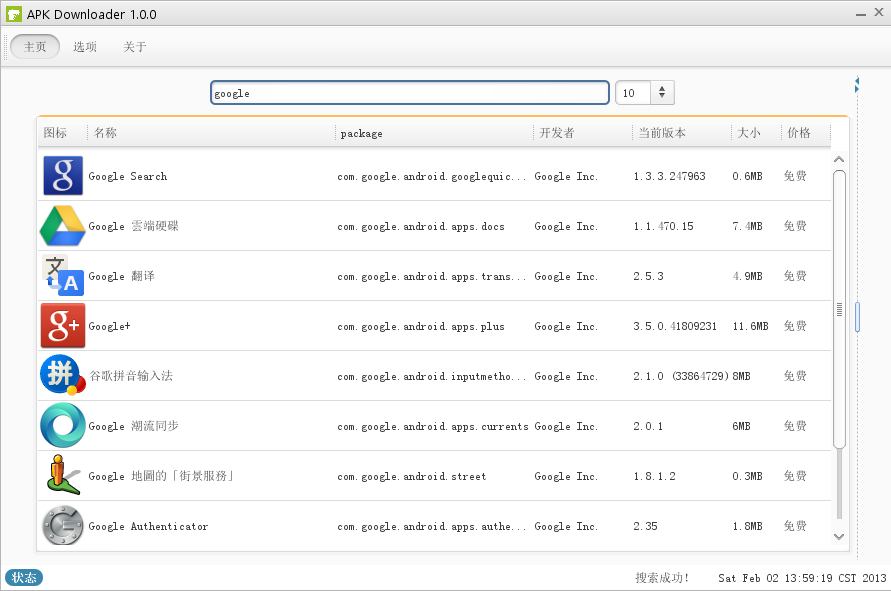 APK Downloader 1.0.0
主页 选项 关于
google 10
图标 名称 package 开发者 当前版本 大小 价格
g Google Search com.google.android.googlequic... Google Inc. 1.3.3.247963 0.6MB 免费
Google 雲端硬碟 com.google.android.apps.docs Google Inc. 1.1.470.15 7.4MB 免费
文 A Google 翻译 com.google.android.apps.trans... Google Inc. 2.5.3 4.9MB 免费
g+ Google+ com.google.android.apps.plus Google Inc. 3.5.0.41809231 11.6MB 免费
拼 谷歌拼音输入法 com.google.android.inputmetho... Google Inc. 2.1.0 (33864729) 8MB 免费
Google 潮流同步 com.google.android.apps.currents Google Inc. 2.0.1 6MB 免费
Google 地圖的「街景服務」 com.google.android.street Google Inc. 1.8.1.2 0.3MB 免费
Google Authenticator com.google.android.apps.authe... Google Inc. 2.35 1.8MB 免费
状态 搜索成功! Sat Feb 02 13:59:19 CST 2013